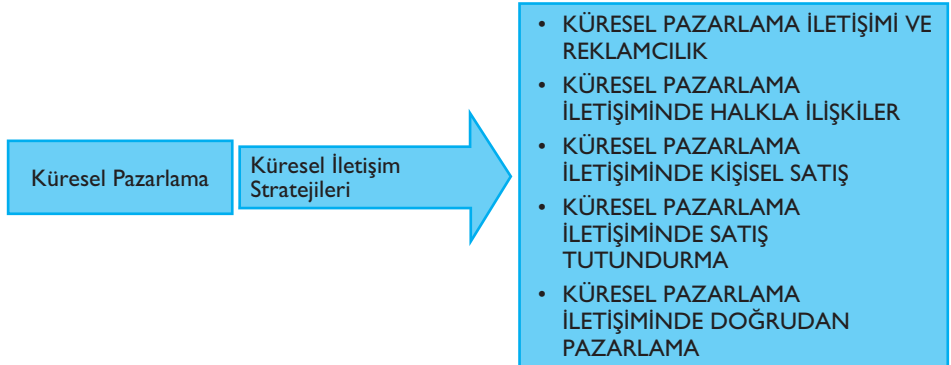 Küresel Pazarlama
Küresel İletişim
Stratejileri
• KÜRESEL PAZARLAMA İLETİŞİMİ VE
REKLAMCILIK
• KÜRESEL PAZARLAMA
İLETİŞİMİNDE HALKLA İLİŞKİLER
• KÜRESEL PAZARLAMA
İLETİŞİMİNDE KİŞİSEL SATIŞ
• KÜRESEL PAZARLAMA
İLETİŞİMİNDE SATIŞ
TUTUNDURMA
• KÜRESEL PAZARLAMA
İLETİŞİMİNDE DOĞRUDAN
PAZARLAMA